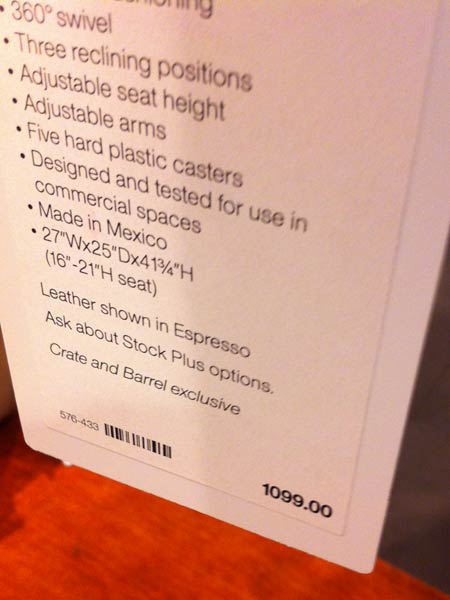 • 360° swivel
• Three reclining positions
• Adjustable seat height
• Adjustable arms
• Five hard plastic casters
• Designed and tested for use in
commercial spaces
• Made in Mexico
• 27"Wx25"Dx41¾"H
(16"-21"H seat)
Leather shown in Espresso
Ask about Stock Plus options.
Crate and Barrel exclusive
576-433
1099.00